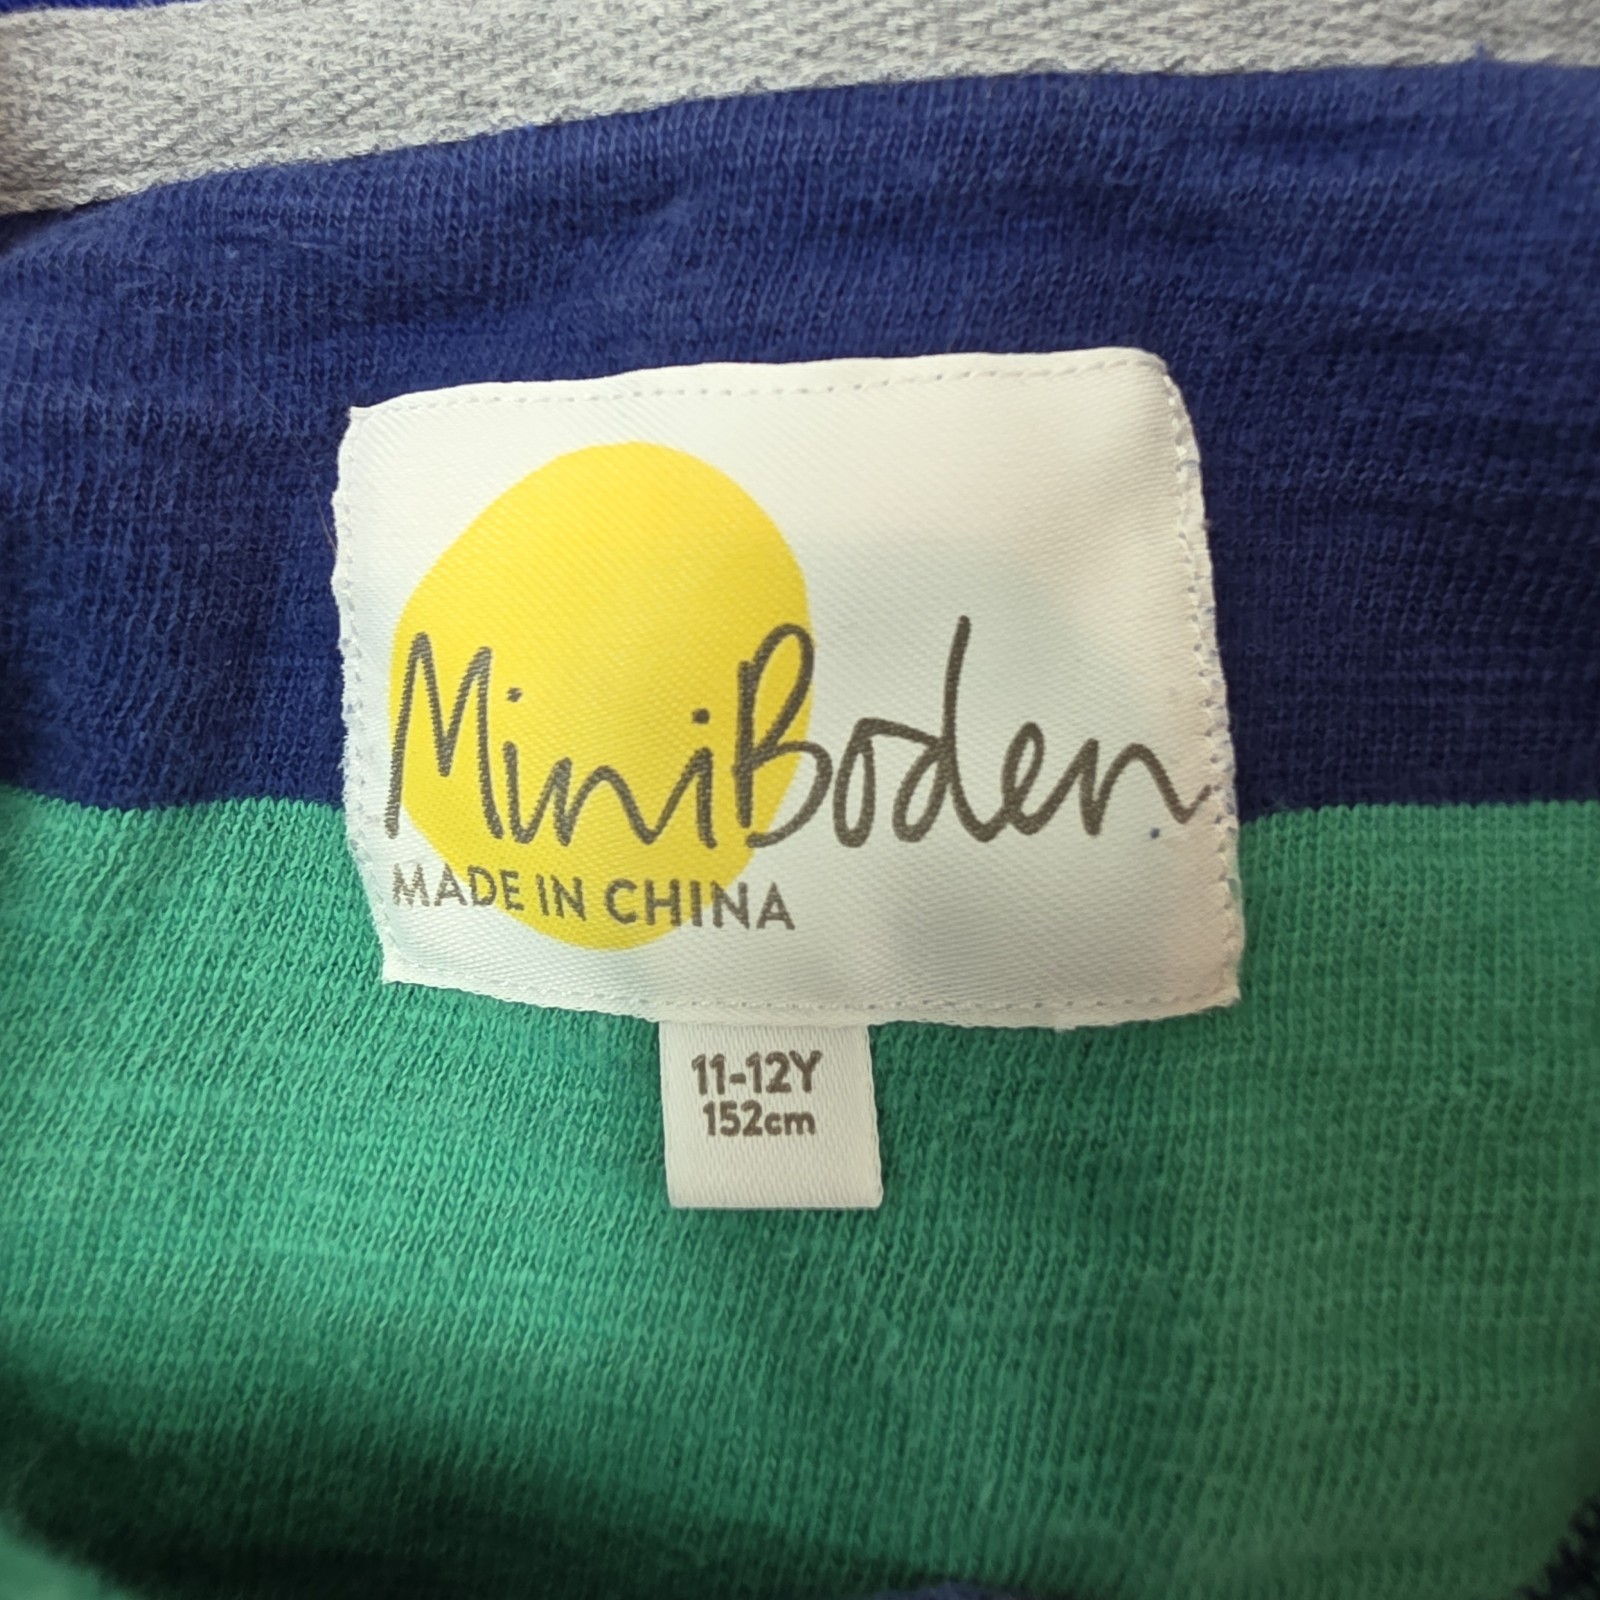 MiniBoden
MADE IN CHINA
11-12Y
152cm